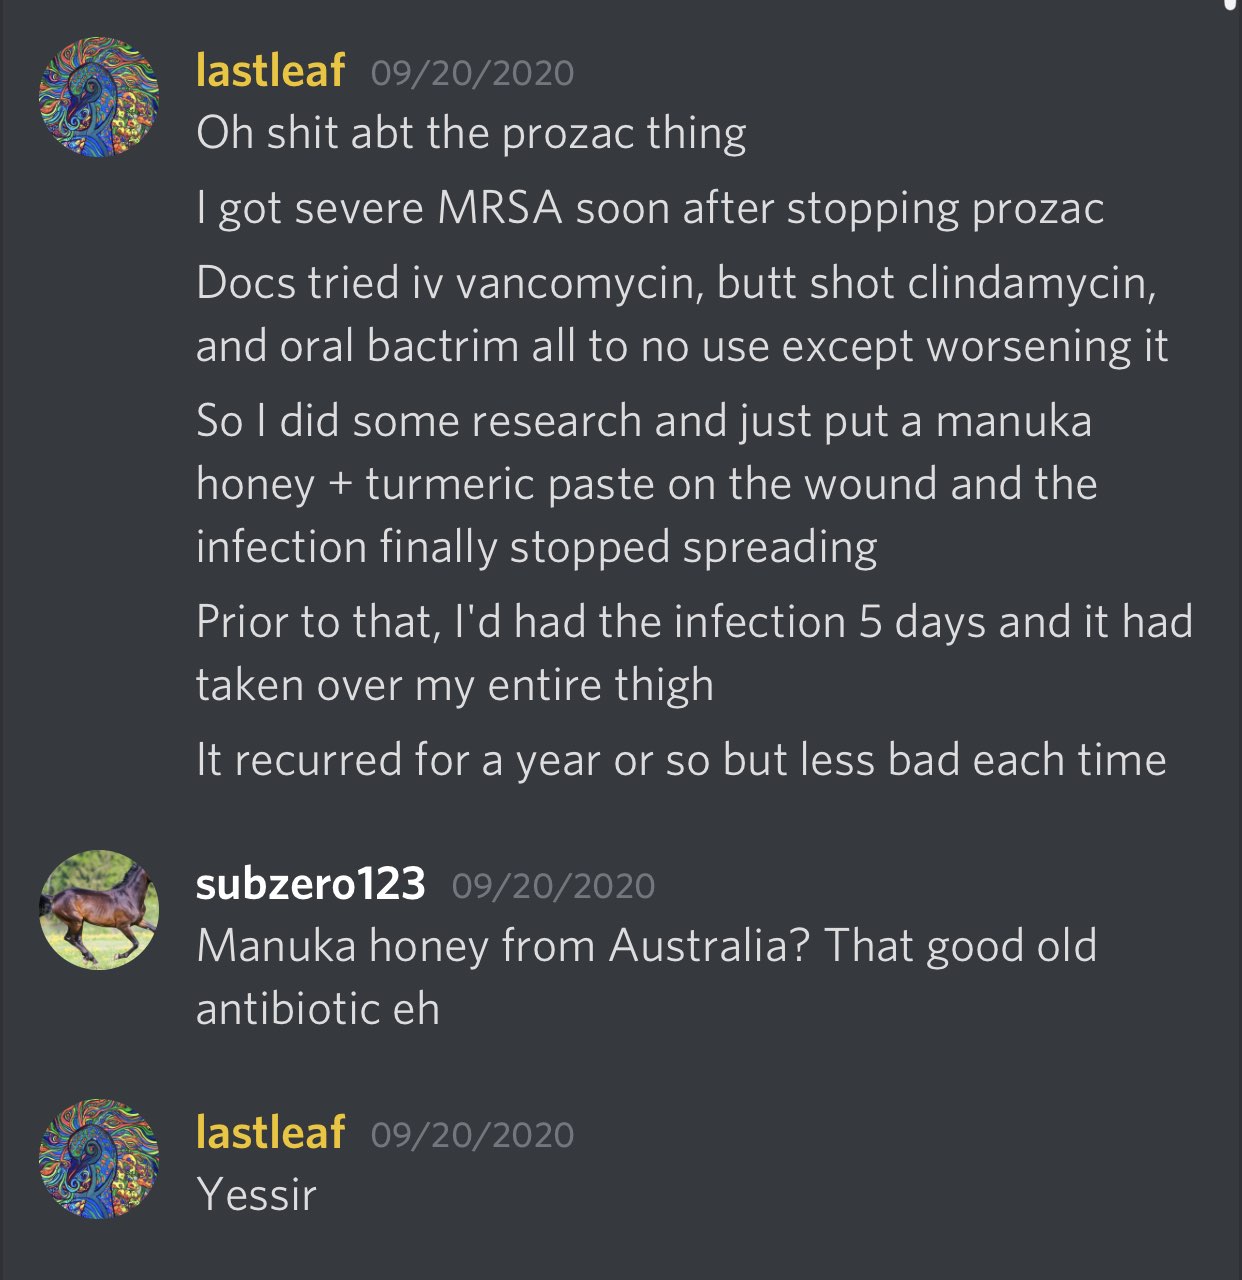 lastleaf 09/20/2020
Oh shit abt the prozac thing
I got severe MRSA soon after stopping prozac
Docs tried iv vancomycin, butt shot clindamycin,
and oral bactrim all to no use except worsening it
So I did some research and just put a manuka
honey + turmeric paste on the wound and the
infection finally stopped spreading
Prior to that, I'd had the infection 5 days and it had
taken over my entire thigh
It recurred for a year or so but less bad each time
subzero123 09/20/2020
Manuka honey from Australia? That good old
antibiotic eh
lastleaf 09/20/2020
Yessir